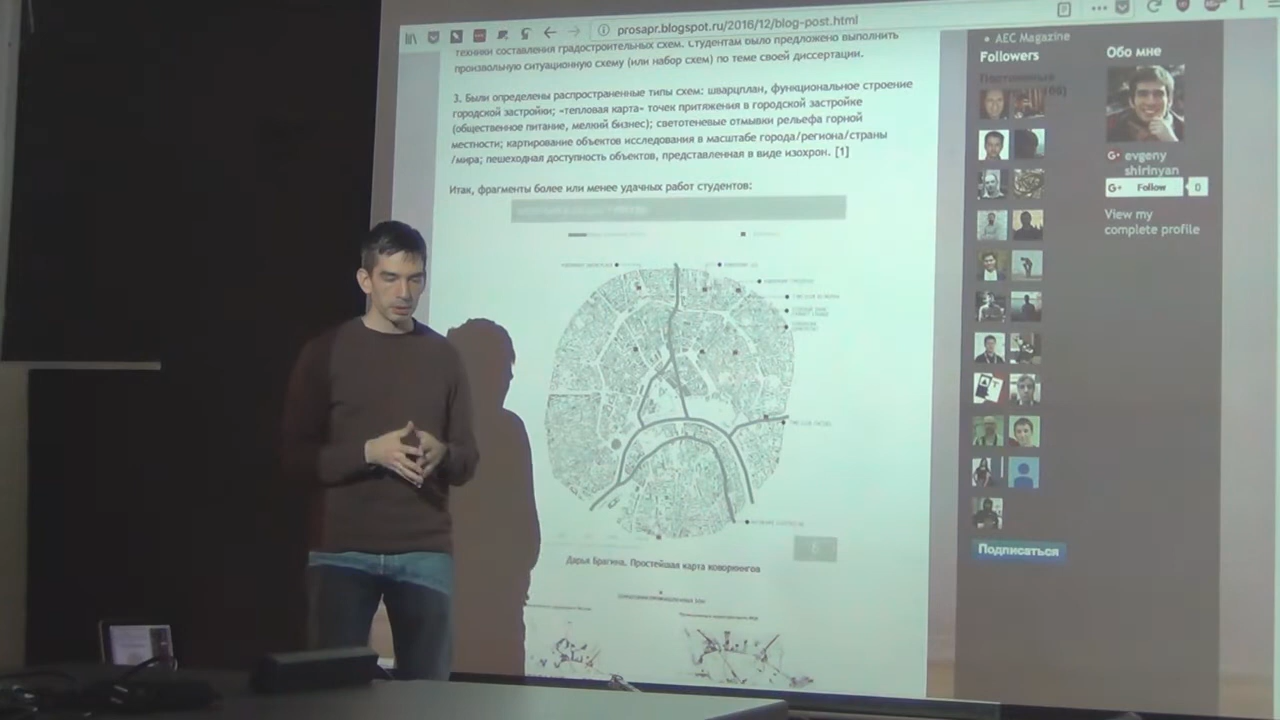 prosapr.blogspot.ru/2016/12/blog-post.html
техники составления градостроительных схем. Студентам было предложено выполнить
произвольную ситуационную схему (или набор схем) по теме своей диссертации.
3. Были определены распространенные типы схем: шварцплан, функциональное строение
городской застройки; «тепловая карта» точек притяжения в городской застройке
(общественное питание, мелкий бизнес); светотеневые отмывки рельефа горной
местности; картирование объектов исследования в масштабе города/региона/страны
/мира; пешеходная доступность объектов, представленная в виде изохрон. [1]
Итак, фрагменты более или менее удачных работ студентов:
Дарья Брагина. Простейшая карта коворкингов
AEC Magazine
Followers
Постоянные
Подписаться
Обо мне
evgeny
shirinyan
G+ Follow 0
View my
complete profile